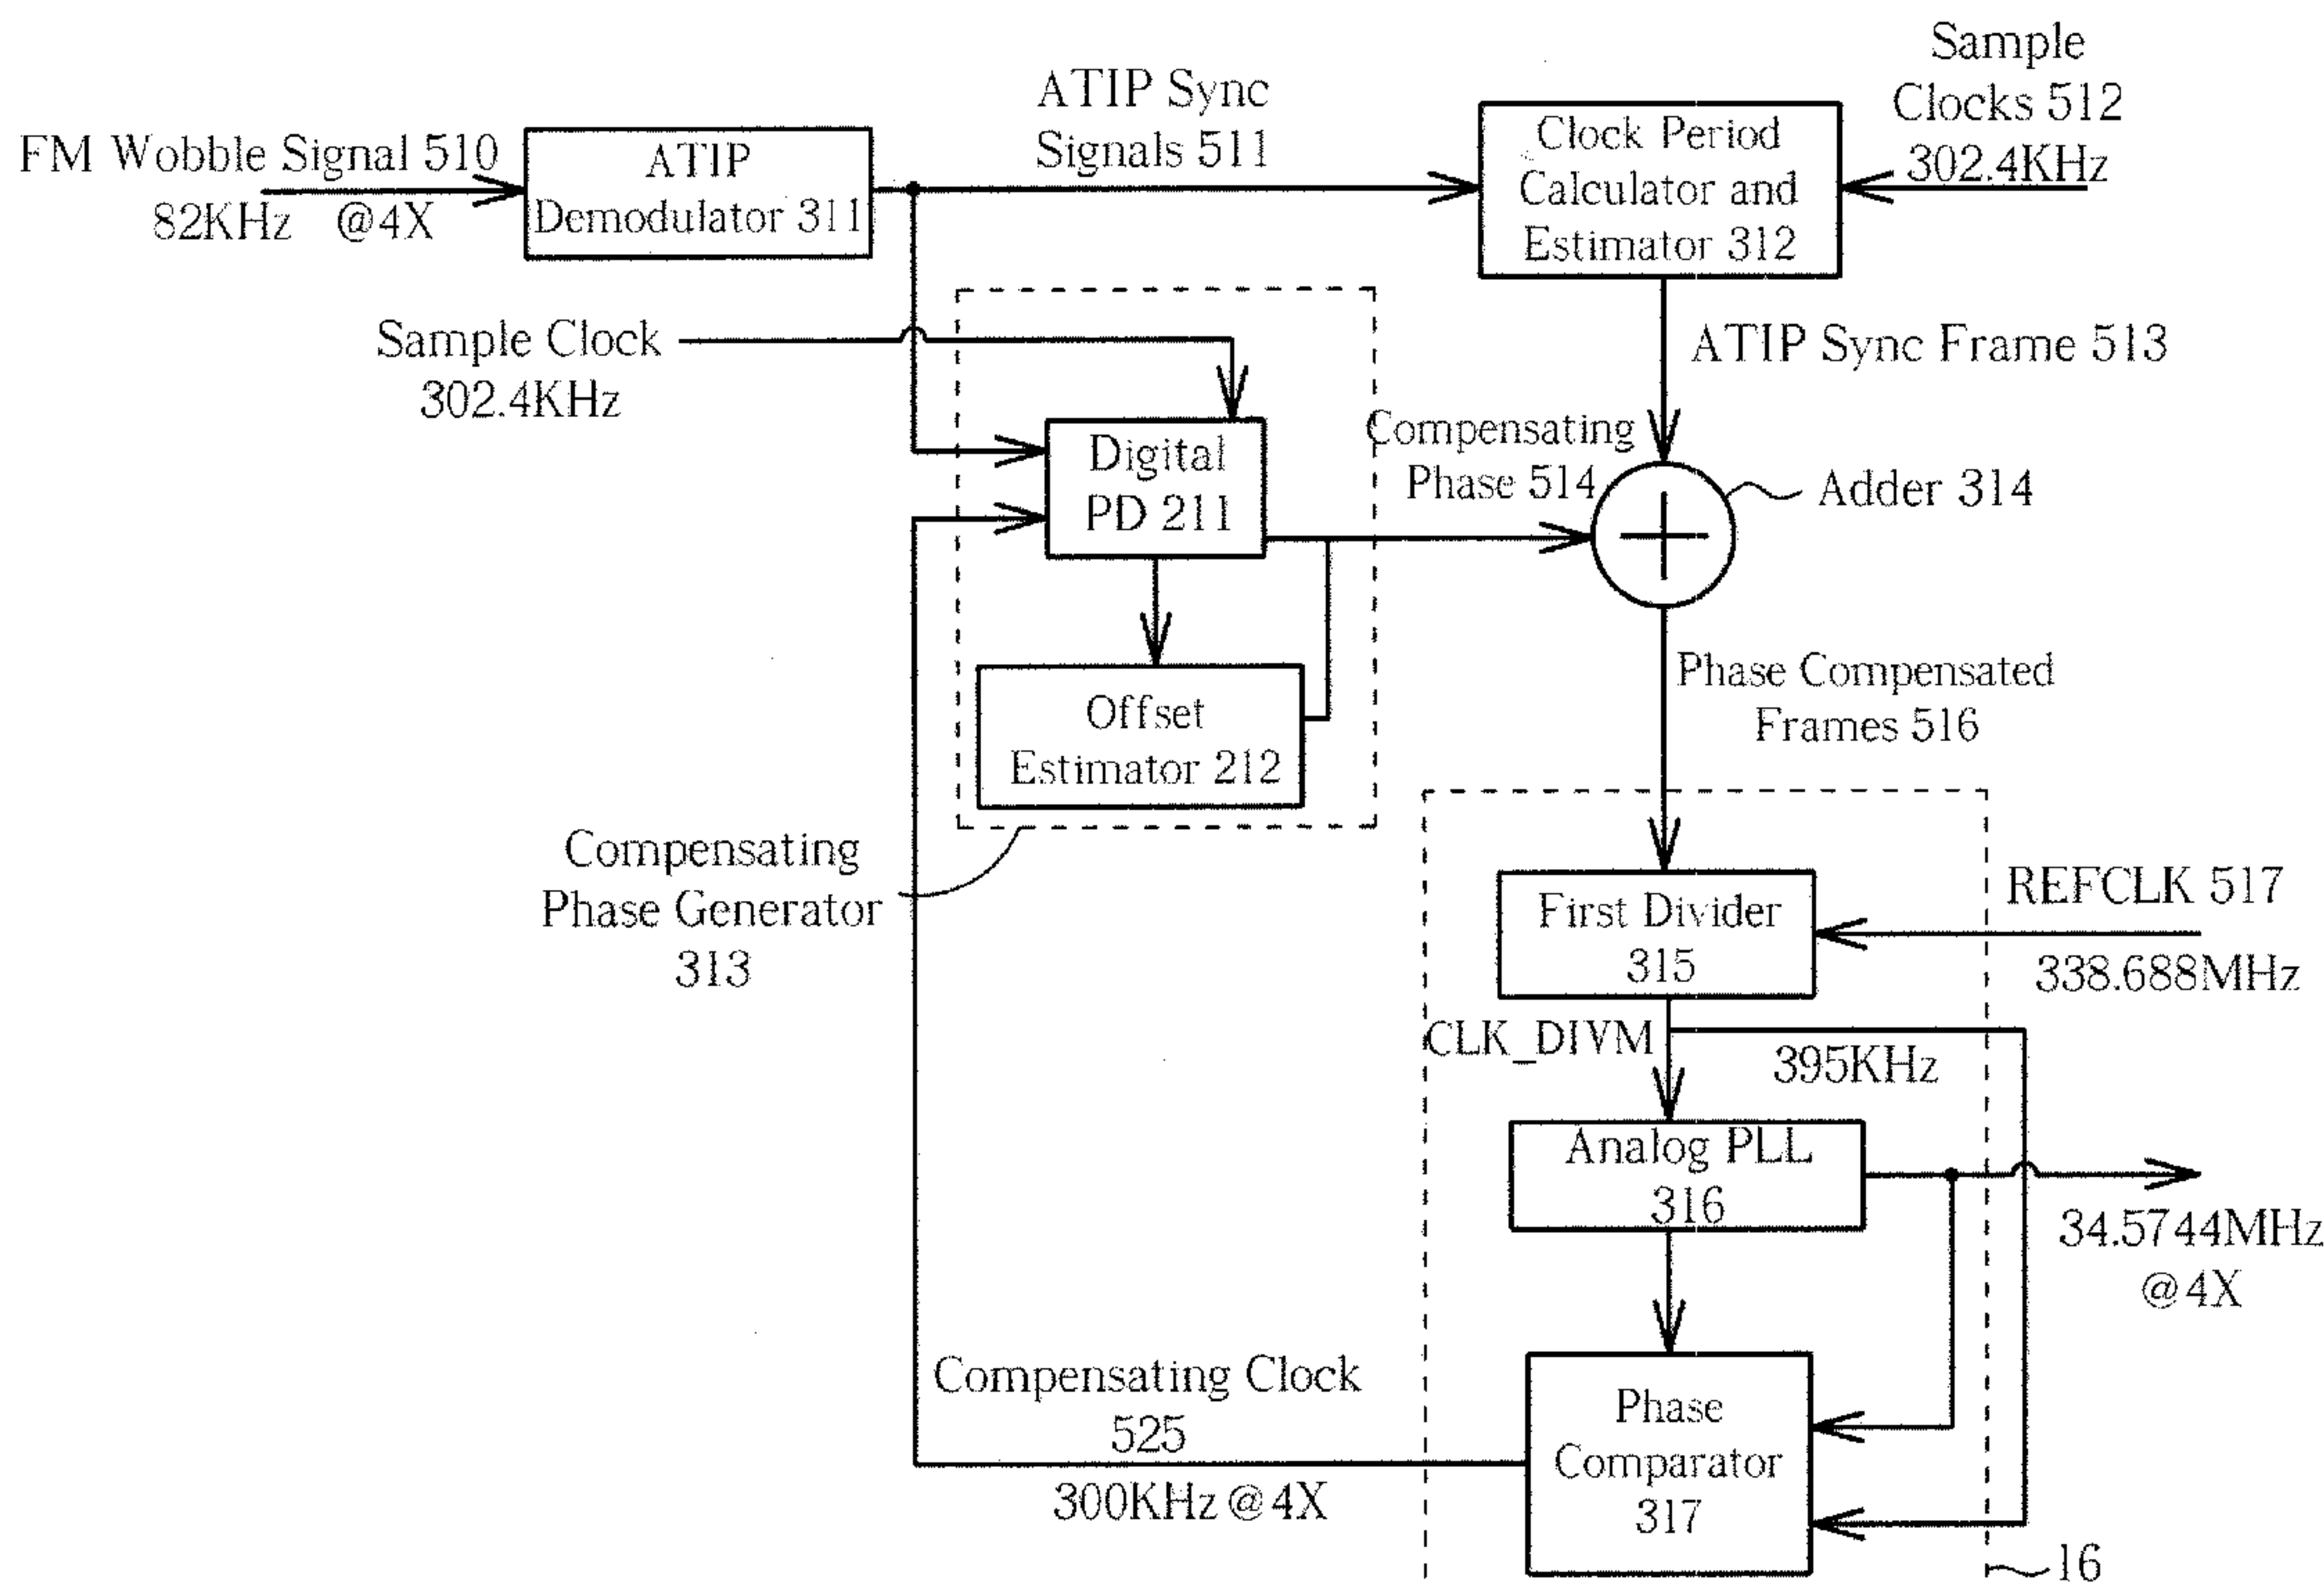 Sample
Clocks 512
302.4KHz
ATIP Sync
Signals 511
FM Wobble Signal 510
82KHz @4X
ATIP
Demodulator 311
Clock Period
Calculator and
Estimator 312
Sample Clock
302.4KHz
ATIP Sync Frame 513
Compensating
Phase 514
Digital
PD 211
Adder 314
Offset
Estimator 212
Phase Compensated
Frames 516
Compensating
Phase Generator
313
First Divider
315
REFCLK 517
338.688MHz
CLK_DIVM
395KHz
Analog PLL
316
34.5744MHz
@4X
Compensating Clock
525
300KHz@4X
Phase
Comparator
317
16